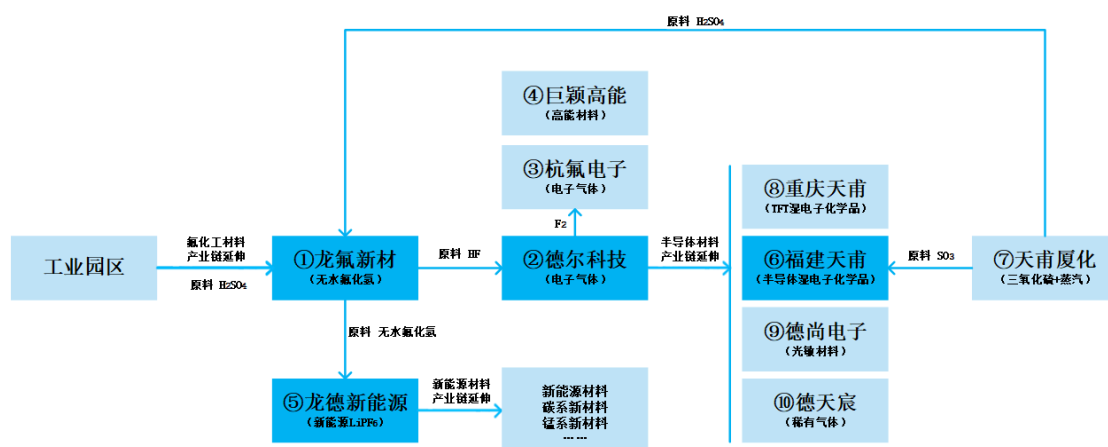 原料 H₂SO₄
④巨颖高能
（高能材料）
③杭氟电子
（电子气体）
F₂
⑧重庆天甫
（TFT湿电子化学品）
工业园区
氟化工材料
产业链延伸
原料 H₂SO₄
①龙氟新材
（无水氟化氢）
原料 HF
②德尔科技
（电子气体）
半导体材料
产业链延伸
⑥福建天甫
（半导体湿电子化学品）
原料 SO₃
⑦天甫厦化
（三氧化硫+蒸汽）
原料 无水氟化氢
⑨德尚电子
（光敏材料）
⑤龙德新能源
（新能源LiPF6）
新能源材料
产业链延伸
新能源材料
碳系新材料
锰系新材料
……
⑩德天宸
（稀有气体）